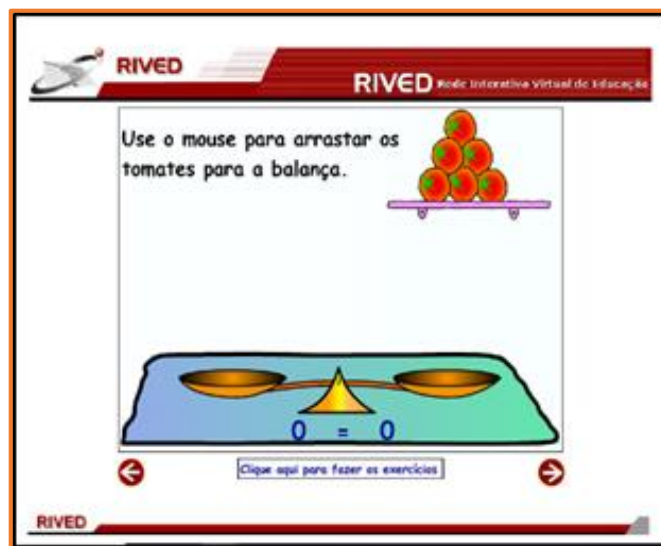 RIVED
RIVED Rede Interativa Virtual de Educação
Use o mouse para arrastar os
tomates para a balança.
0 = 0
Clique aqui para fazer os exercícios
RIVED